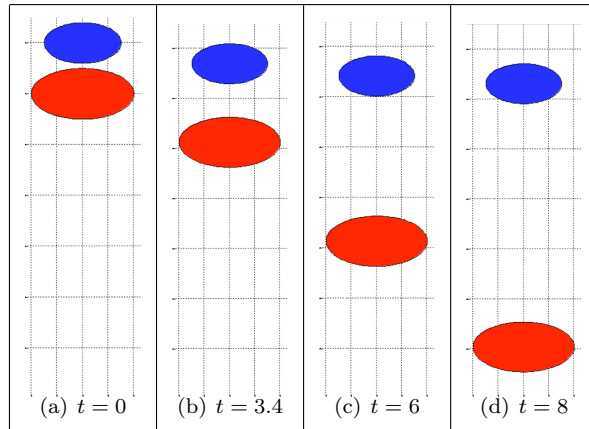 (a) t = 0
(b) t = 3.4
(c) t = 6
(d) t = 8